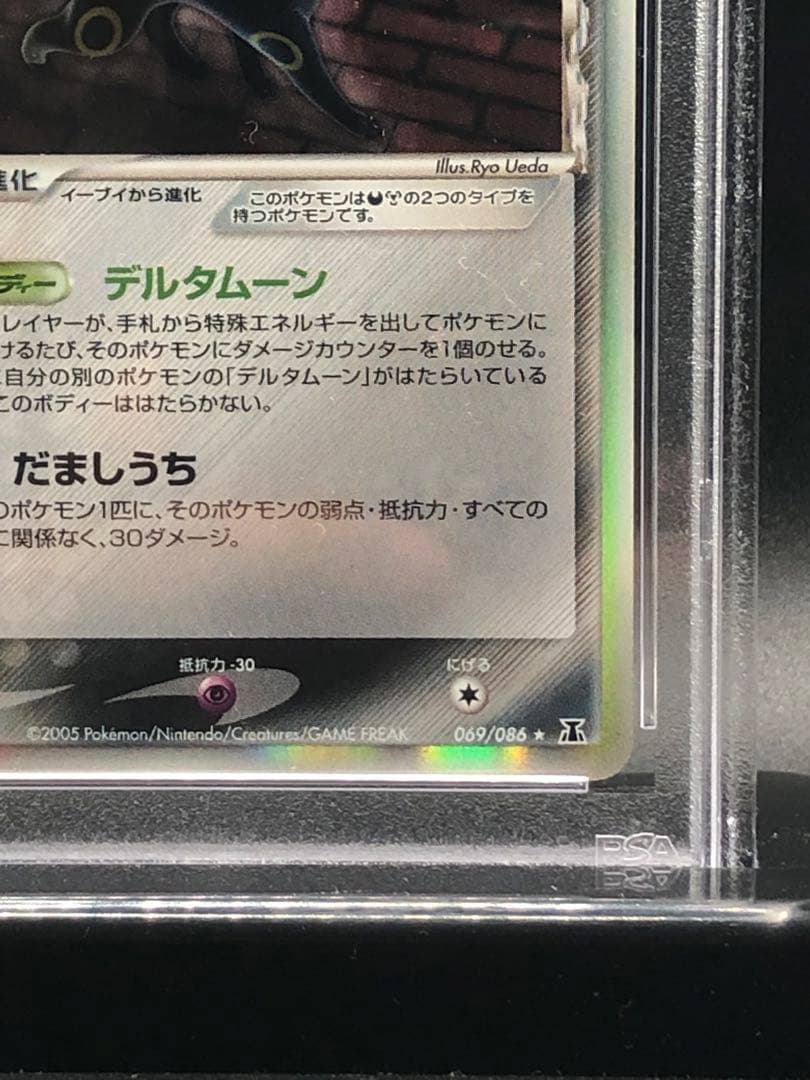 Illus.Ryo Ueda
進化
イーブイから進化
このポケモンは の2つのタイプを
持つポケモンです。
ディー デルタムーン
レイヤーが、手札から特殊エネルギーを出してポケモンに
けるたび、そのポケモンにダメージカウンターを1個のせる。
自分の別のポケモンの「デルタムーン」がはたらいている
このボディーははたらかない。
だましうち
のポケモン1匹に、そのポケモンの弱点・抵抗力・すべての
に関係なく、30ダメージ。
抵抗力 -30
にげる
©2005 Pokémon/Nintendo/Creatures/GAME FREAK
069/086 ★
PSA